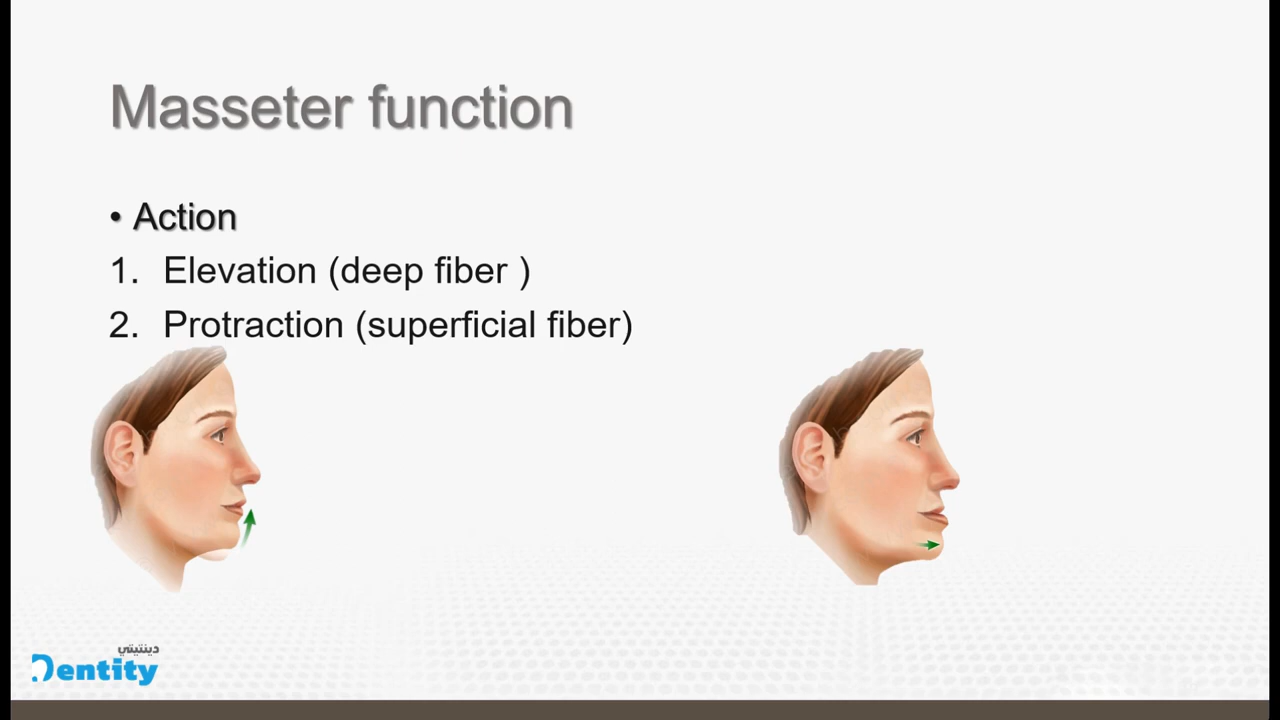 Masseter function
• Action
1. Elevation (deep fiber )
2. Protraction (superficial fiber)
دينتيتي
Dentity